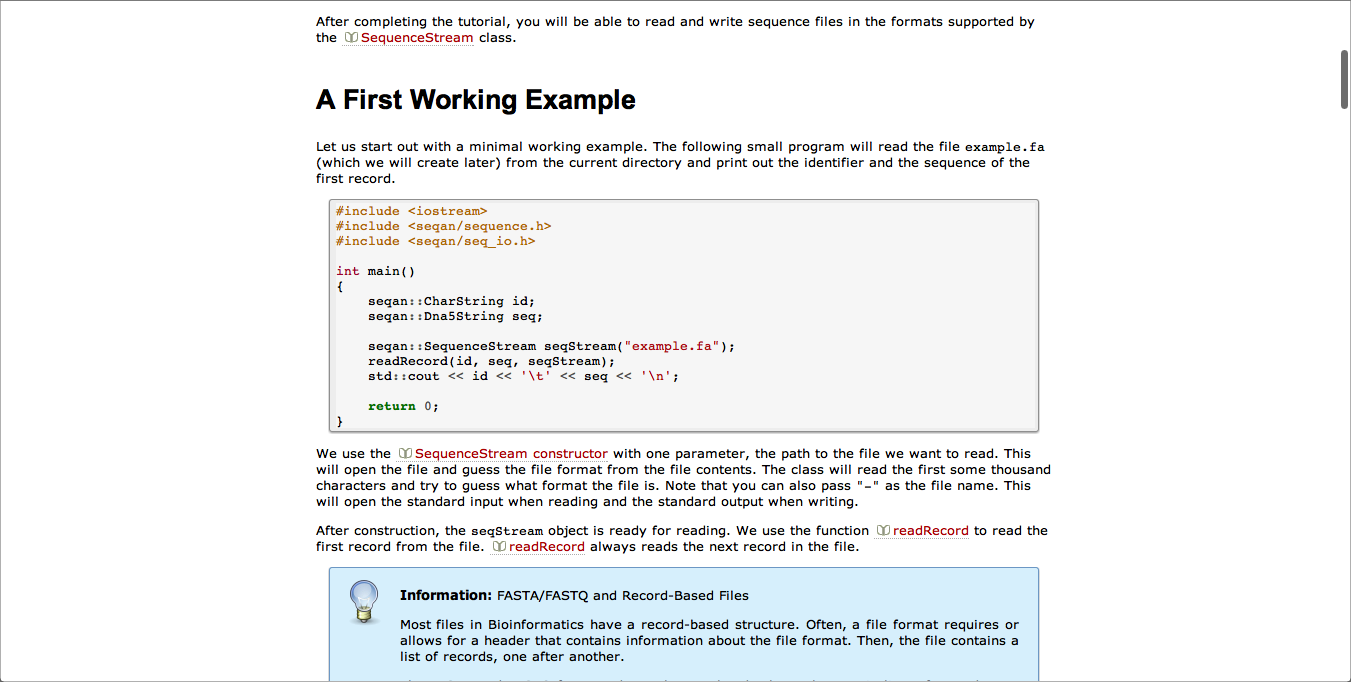 After completing the tutorial, you will be able to read and write sequence files in the formats supported by
the SequenceStream class.
A First Working Example
Let us start out with a minimal working example. The following small program will read the file example.fa
(which we will create later) from the current directory and print out the identifier and the sequence of the
first record.
#include <iostream>
#include <seqan/sequence.h>
#include <seqan/seq_io.h>
int main()
{
    seqan::CharString id;
    seqan::Dna5String seq;
    seqan::SequenceStream seqStream("example.fa");
    readRecord(id, seq, seqStream);
    std::cout << id << '\t' << seq << '\n';
    return 0;
}
We use the SequenceStream constructor with one parameter, the path to the file we want to read. This
will open the file and guess the file format from the file contents. The class will read the first some thousand
characters and try to guess what format the file is. Note that you can also pass "-" as the file name. This
will open the standard input when reading and the standard output when writing.
After construction, the seqStream object is ready for reading. We use the function readRecord to read the
first record from the file. readRecord always reads the next record in the file.
Information: FASTA/FASTQ and Record-Based Files
Most files in Bioinformatics have a record-based structure. Often, a file format requires or
allows for a header that contains information about the file format. Then, the file contains a
list of records, one after another.